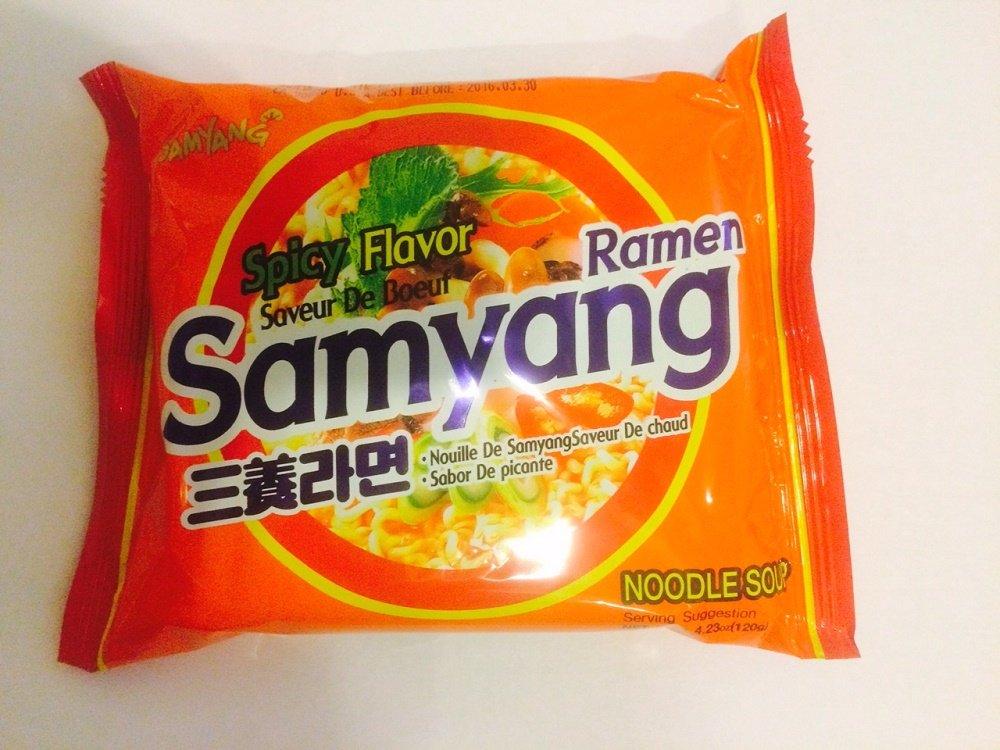 BEST BEFORE : 2016.03.30
SAMYANG
Spicy Flavor
Saveur De Boeuf
Ramen
Samyang
三養라면
· Nouille De SamyangSaveur De chaud
· Sabor De picante
NOODLE SOUP
Serving Suggestion
4.23oz(120g)